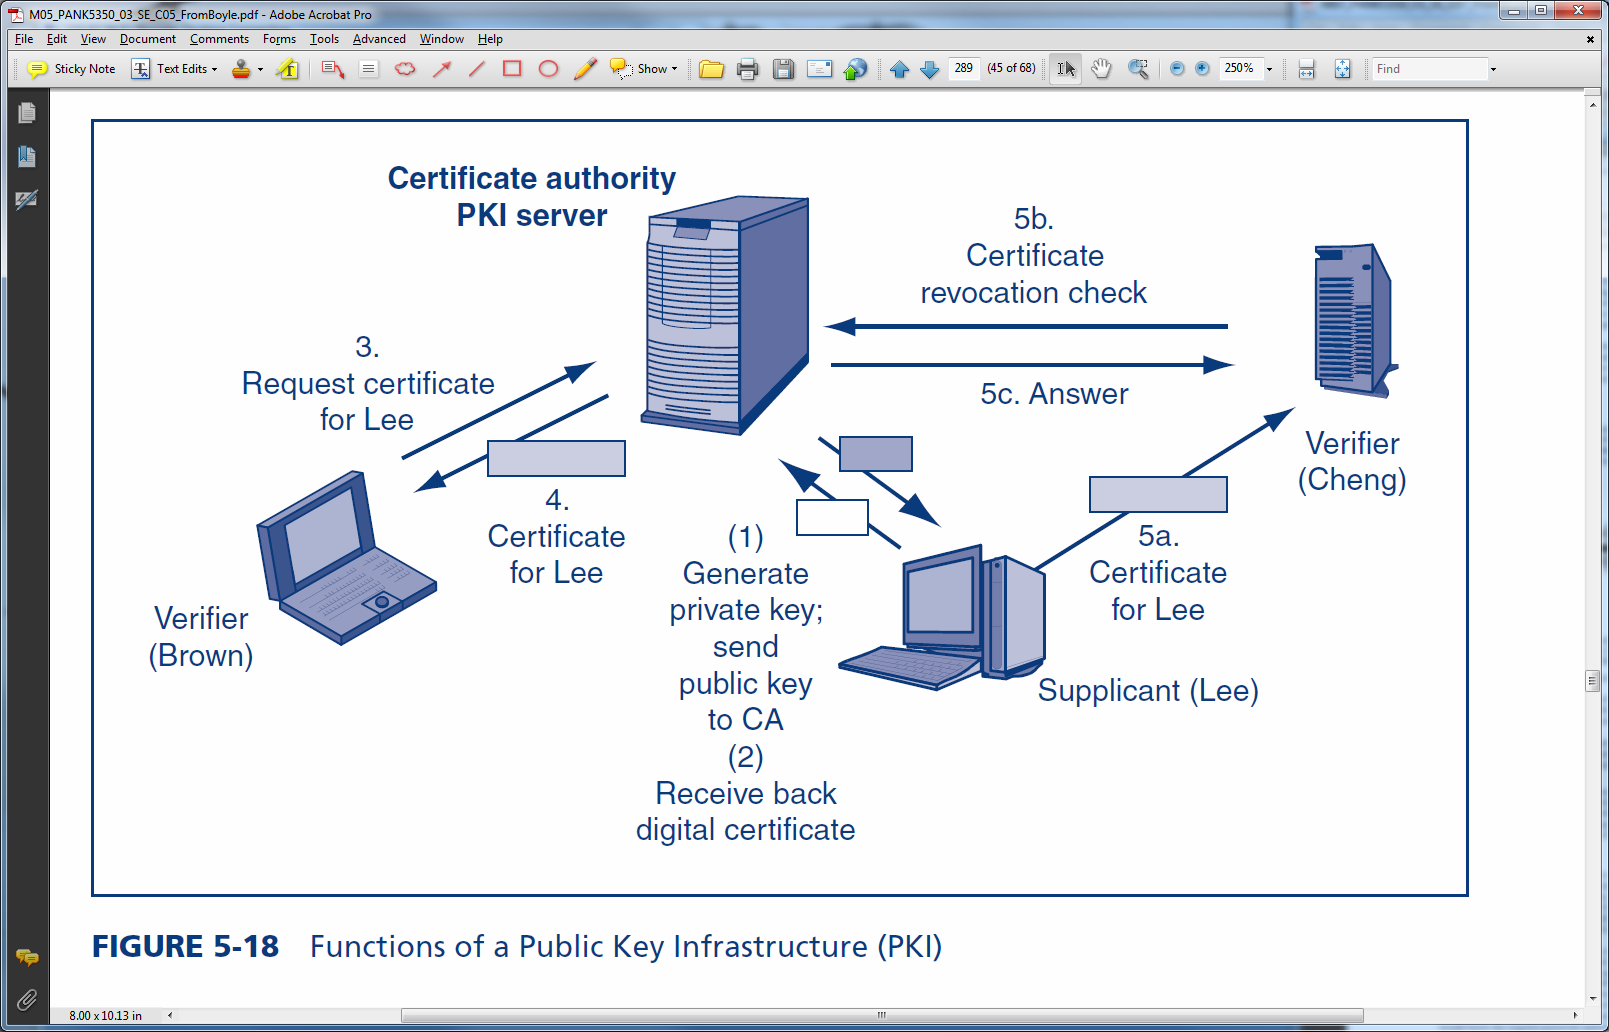 M05_PANK5350_03_SE_C05_FromBoyle.pdf - Adobe Acrobat Pro
File Edit View Document Comments Forms Tools Advanced Window Help
Sticky Note Text Edits Show 289 (45 of 68) 250% Find
Certificate authority
PKI server
5b.
Certificate
revocation check
3.
Request certificate
for Lee
5c. Answer
Verifier
(Cheng)
4.
Certificate
for Lee
(1)
Generate
private key;
send
public key
to CA
(2)
Receive back
digital certificate
5a.
Certificate
for Lee
Verifier
(Brown)
Supplicant (Lee)
FIGURE 5-18 Functions of a Public Key Infrastructure (PKI)
8.00 x 10.13 in